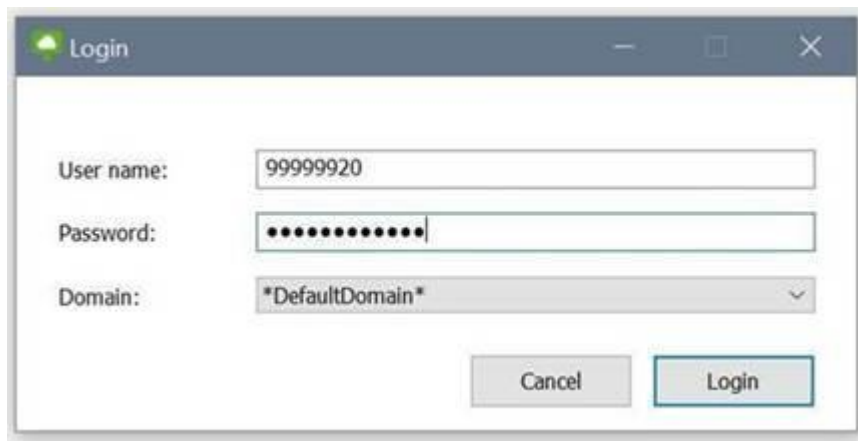 Login
User name: 99999920
Password: ••••••••••••
Domain: *DefaultDomain*
Cancel Login